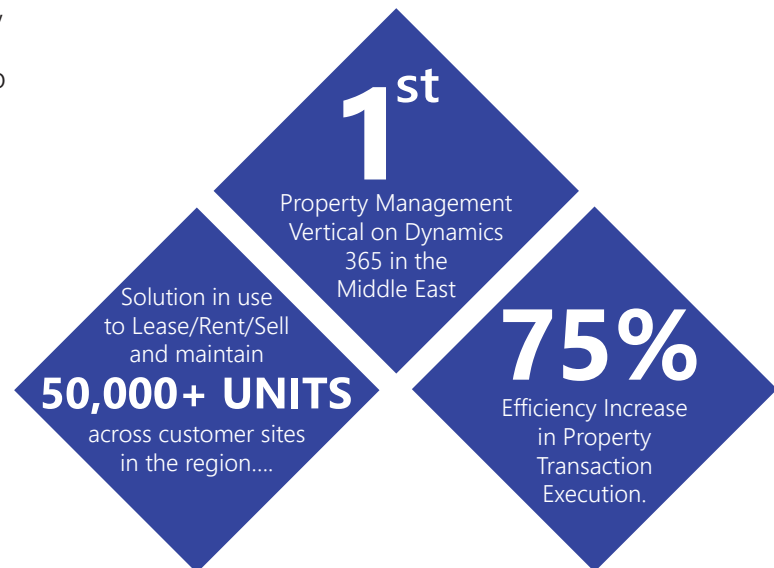 1st
Property Management
Vertical on Dynamics
365 in the
Middle East
Solution in use
to Lease/Rent/Sell
and maintain
50,000+ UNITS
across customer sites
in the region....
75%
Efficiency Increase
in Property
Transaction
Execution.